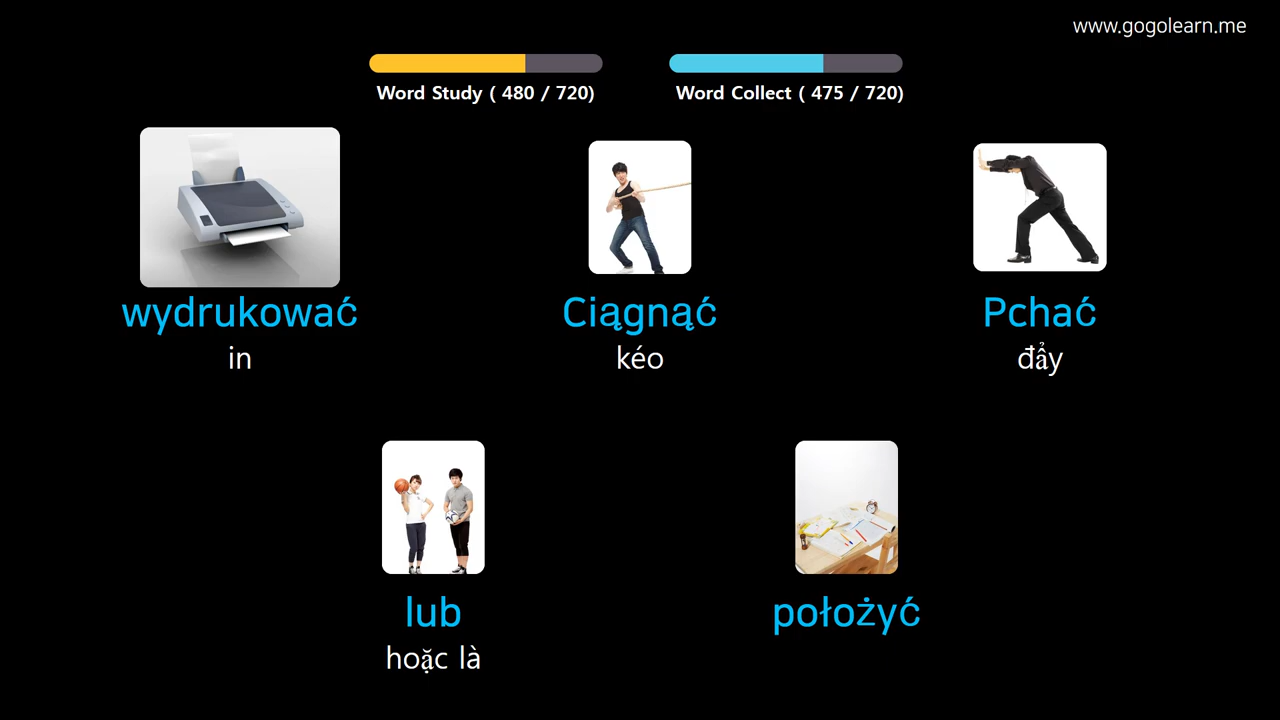 www.gogolearn.me
Word Study ( 480 / 720)
Word Collect ( 475 / 720)
wydrukować
in
Ciągnąć
kéo
Pchać
đẩy
lub
hoặc là
położyć